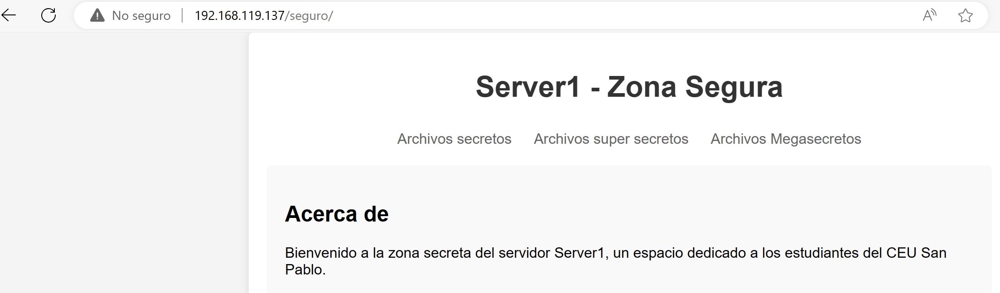 No seguro 192.168.119.137/seguro/
Server1 - Zona Segura
Archivos secretos Archivos super secretos Archivos Megasecretos
Acerca de
Bienvenido a la zona secreta del servidor Server1, un espacio dedicado a los estudiantes del CEU San
Pablo.